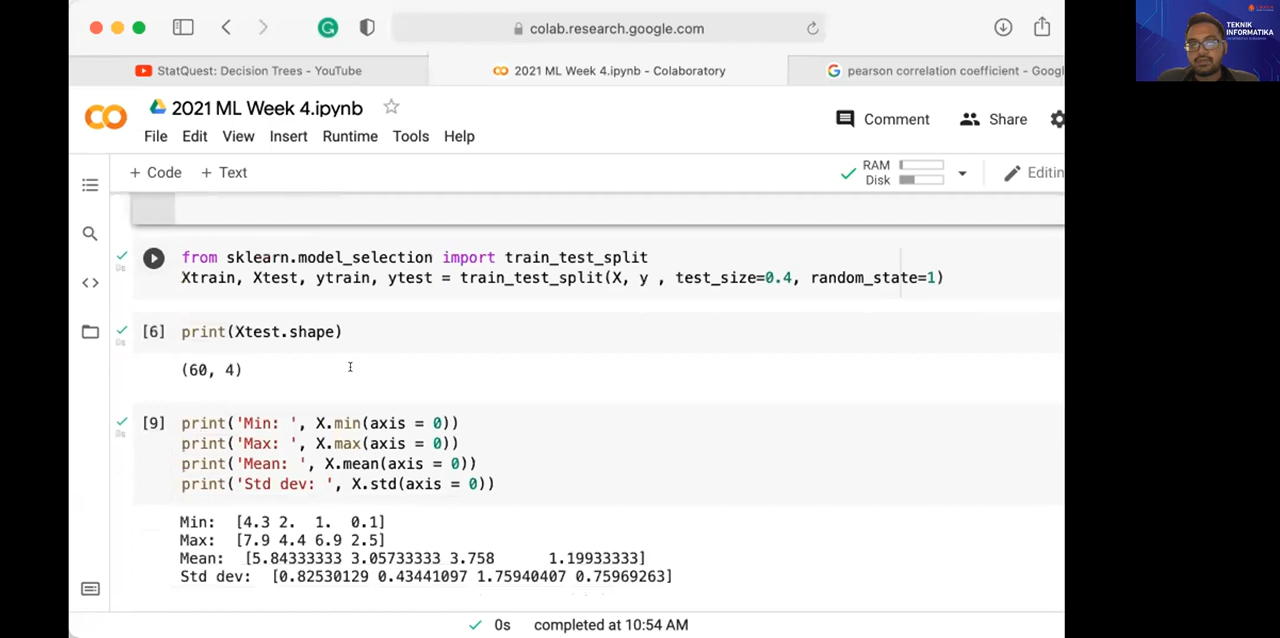 colab.research.google.com
StatQuest: Decision Trees - YouTube
2021 ML Week 4.ipynb - Colaboratory
pearson correlation coefficient - Googl
TEKNIK
INFORMATIKA
2021 ML Week 4.ipynb
File Edit View Insert Runtime Tools Help
Comment
Share
+ Code + Text
RAM
Disk
Editin
from sklearn.model_selection import train_test_split
Xtrain, Xtest, ytrain, ytest = train_test_split(X, y , test_size=0.4, random_state=1)
0s
[6] print(Xtest.shape)
0s
(60, 4)
[9] print('Min: ', X.min(axis = 0))
0s
print('Max: ', X.max(axis = 0))
print('Mean: ', X.mean(axis = 0))
print('Std dev: ', X.std(axis = 0))
Min: [4.3 2. 1. 0.1]
Max: [7.9 4.4 6.9 2.5]
Mean: [5.84333333 3.05733333 3.758 1.19933333]
Std dev: [0.82530129 0.43441097 1.75940407 0.75969263]
0s completed at 10:54 AM